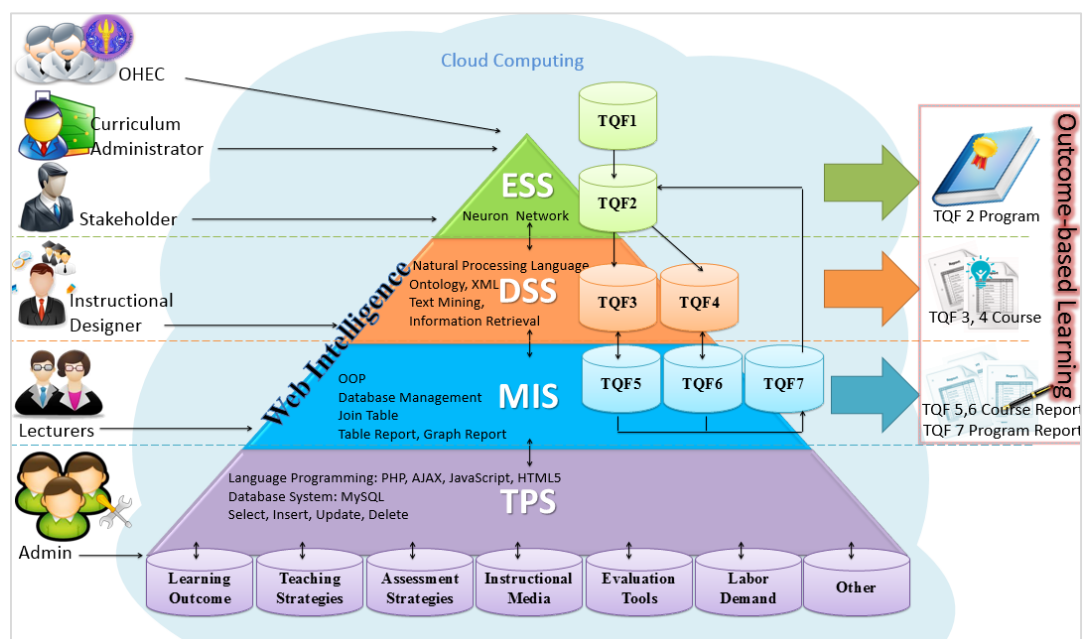 Cloud Computing
OHEC
Curriculum
Administrator
Stakeholder
Instructional
Designer
Lecturers
Admin
Web Intelligence
ESS
Neuron Network
TQF1
TQF2
Natural Processing Language
Ontology, XML
Text Mining,
Information Retrieval
DSS
TQF3
TQF4
OOP
Database Management
Join Table
Table Report, Graph Report
MIS
TQF5
TQF6
TQF7
Language Programming: PHP, AJAX, JavaScript, HTML5
Database System: MySQL
Select, Insert, Update, Delete
TPS
Learning
Outcome
Teaching
Strategies
Assessment
Strategies
Instructional
Media
Evaluation
Tools
Labor
Demand
Other
TQF 2 Program
TQF 3, 4 Course
TQF 5,6 Course Report
TQF 7 Program Report
Outcome-based Learning